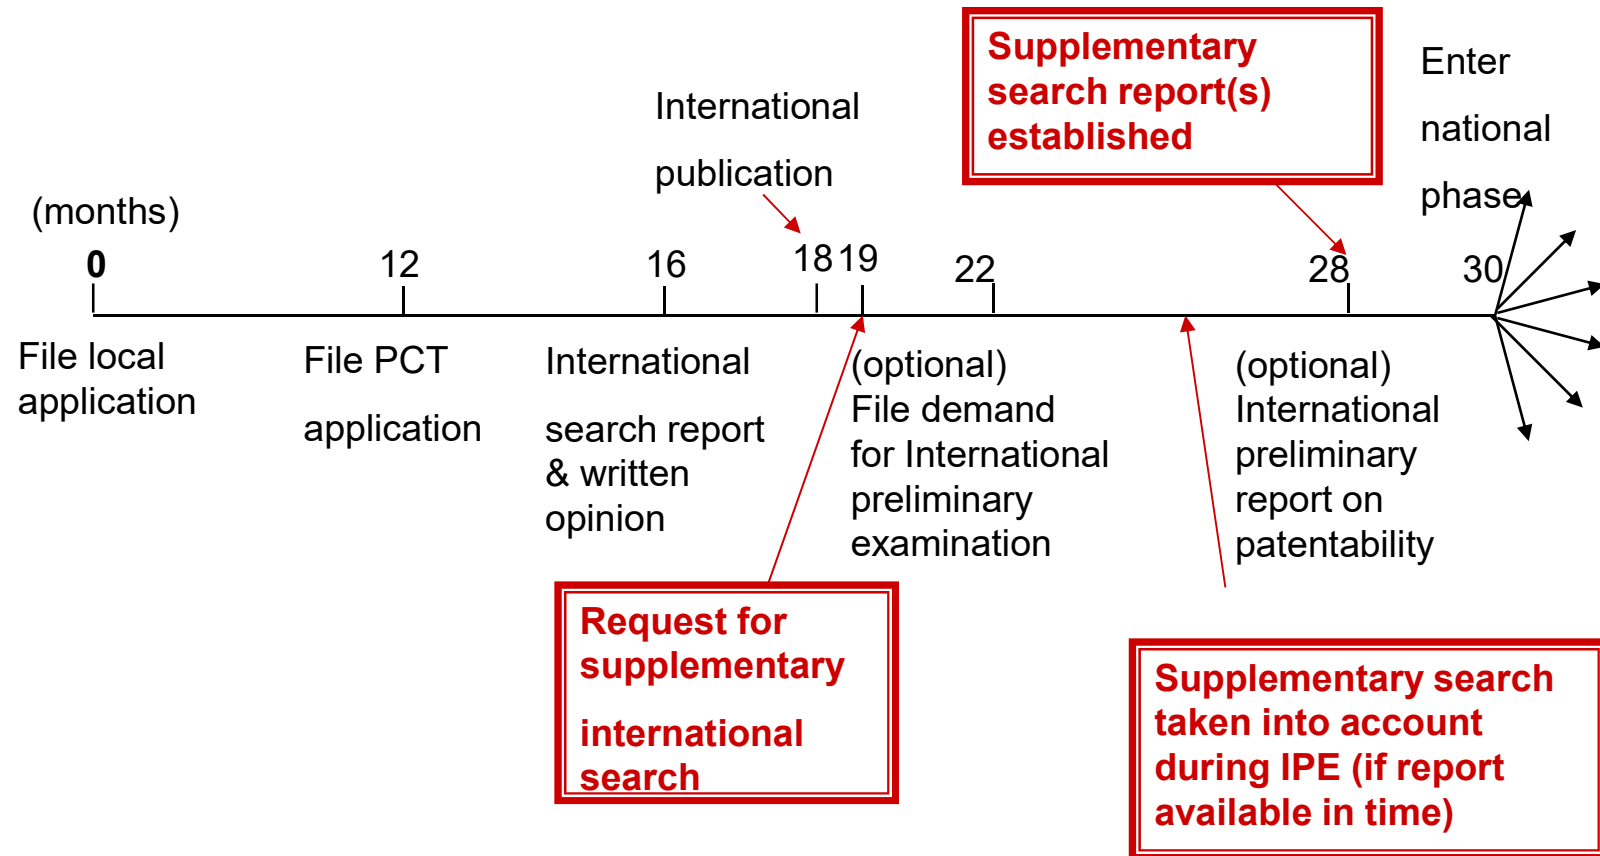 Supplementary
search report(s)
established
Enter
national
phase
International
publication
(months)
0
12
16
18
19
22
28
30
File local
application
File PCT
application
International
search report
& written
opinion
(optional)
File demand
for International
preliminary
examination
(optional)
International
preliminary
report on
patentability
Request for
supplementary
international
search
Supplementary search
taken into account
during IPE (if report
available in time)